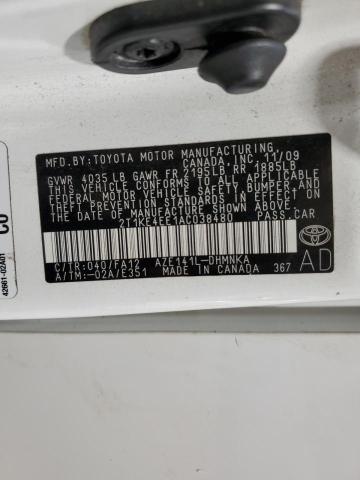 MFD.BY:TOYOTA MOTOR MANUFACTURING,
CANADA, INC. 11/09
GVWR 4035 LB GAWR FR 2195LB RR 1885LB
THIS VEHICLE CONFORMS TO ALL APPLICABLE
FEDERAL MOTOR VEHICLE SAFETY, BUMPER, AND
THEFT PREVENTION STANDARDS IN EFFECT ON
THE DATE OF MANUFACTURE SHOWN ABOVE.
2T1KE4EE1AC038480 PASS.CAR
C/TR:040/FA12 AZE141L-DHMNKA
A/TM:-02A/E351 MADE IN CANADA 367
TOYOTA
AD
42661-02A01